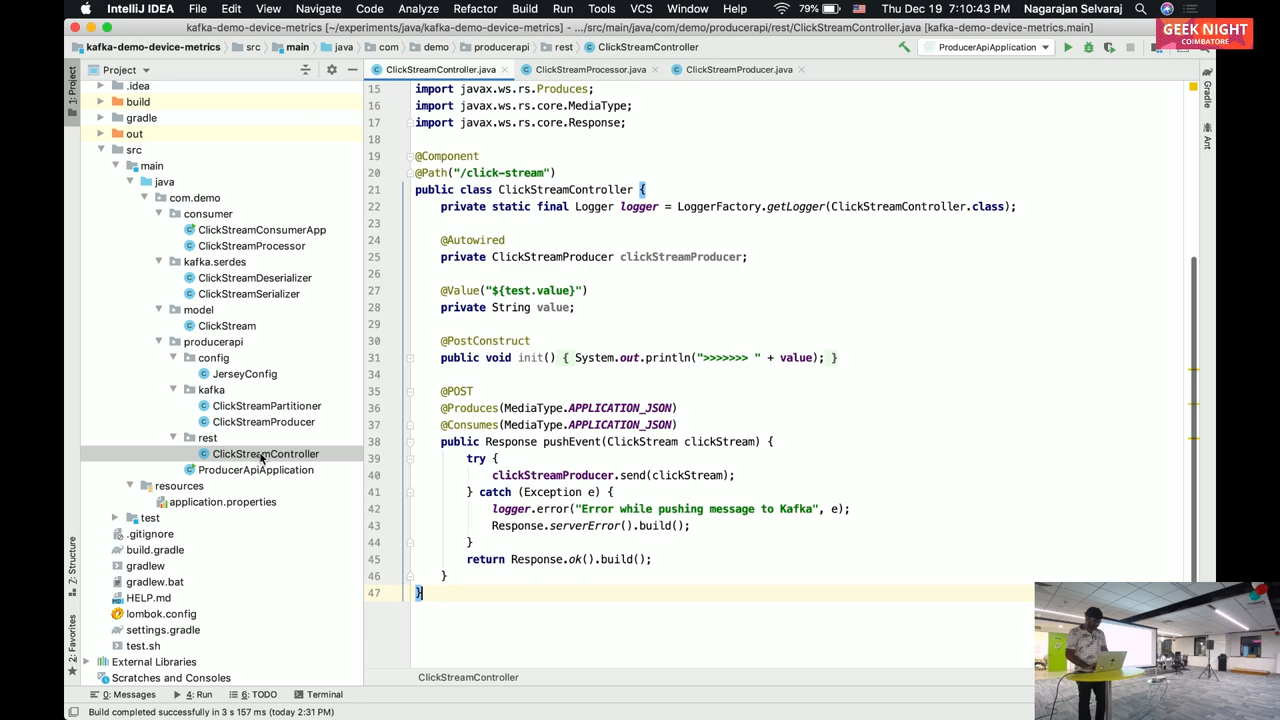 IntelliJ IDEA File Edit View Navigate Code Analyze Refactor Build Run Tools VCS Window Help 79% Thu Dec 19 7:10:43 PM Nagarajan Selvaraj
kafka-demo-device-metrics [~/experiments/java/kafka-demo-device-metrics] - .../src/main/java/com/demo/producerapi/rest/ClickStreamController.java [kafka-demo-device-metrics.main]
GEEK NIGHT
COIMBATORE
kafka-demo-device-metrics src main java com demo producerapi rest ClickStreamController ProducerApiApplication
1: Project
Project
ClickStreamController.java ClickStreamProcessor.java ClickStreamProducer.java
Gradle
Ant
.idea
build
gradle
out
src
main
java
com.demo
consumer
ClickStreamConsumerApp
ClickStreamProcessor
kafka.serdes
ClickStreamDeserializer
ClickStreamSerializer
model
ClickStream
producerapi
config
JerseyConfig
kafka
ClickStreamPartitioner
ClickStreamProducer
rest
ClickStreamController
ProducerApiApplication
resources
application.properties
test
.gitignore
build.gradle
gradlew
gradlew.bat
HELP.md
lombok.config
settings.gradle
test.sh
External Libraries
Scratches and Consoles
7: Structure
2: Favorites
15 import javax.ws.rs.Produces;
16 import javax.ws.rs.core.MediaType;
17 import javax.ws.rs.core.Response;
18
19 @Component
20 @Path("/click-stream")
21 public class ClickStreamController {
22 private static final Logger logger = LoggerFactory.getLogger(ClickStreamController.class);
23
24 @Autowired
25 private ClickStreamProducer clickStreamProducer;
26
27 @Value("${test.value}")
28 private String value;
29
30 @PostConstruct
31 public void init() { System.out.println(">>>>>>> " + value); }
34
35 @POST
36 @Produces(MediaType.APPLICATION_JSON)
37 @Consumes(MediaType.APPLICATION_JSON)
38 public Response pushEvent(ClickStream clickStream) {
39 try {
40 clickStreamProducer.send(clickStream);
41 } catch (Exception e) {
42 logger.error("Error while pushing message to Kafka", e);
43 Response.serverError().build();
44 }
45 return Response.ok().build();
46 }
47 }
ClickStreamController
0: Messages 4: Run 6: TODO Terminal
Build completed successfully in 3 s 157 ms (today 2:31 PM)